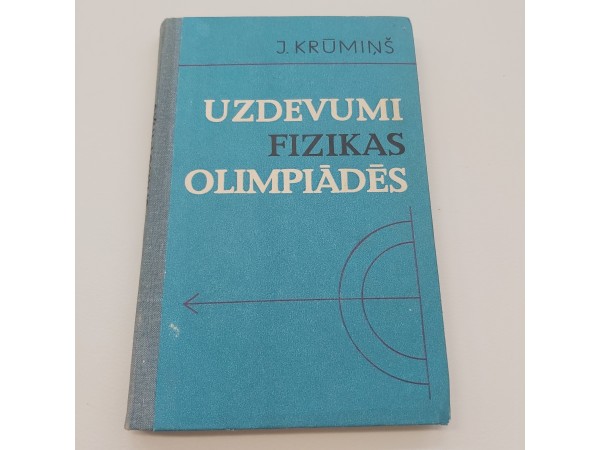 J. KRŪMIŅŠ
UZDEVUMI
FIZIKAS
OLIMPIĀDĒS